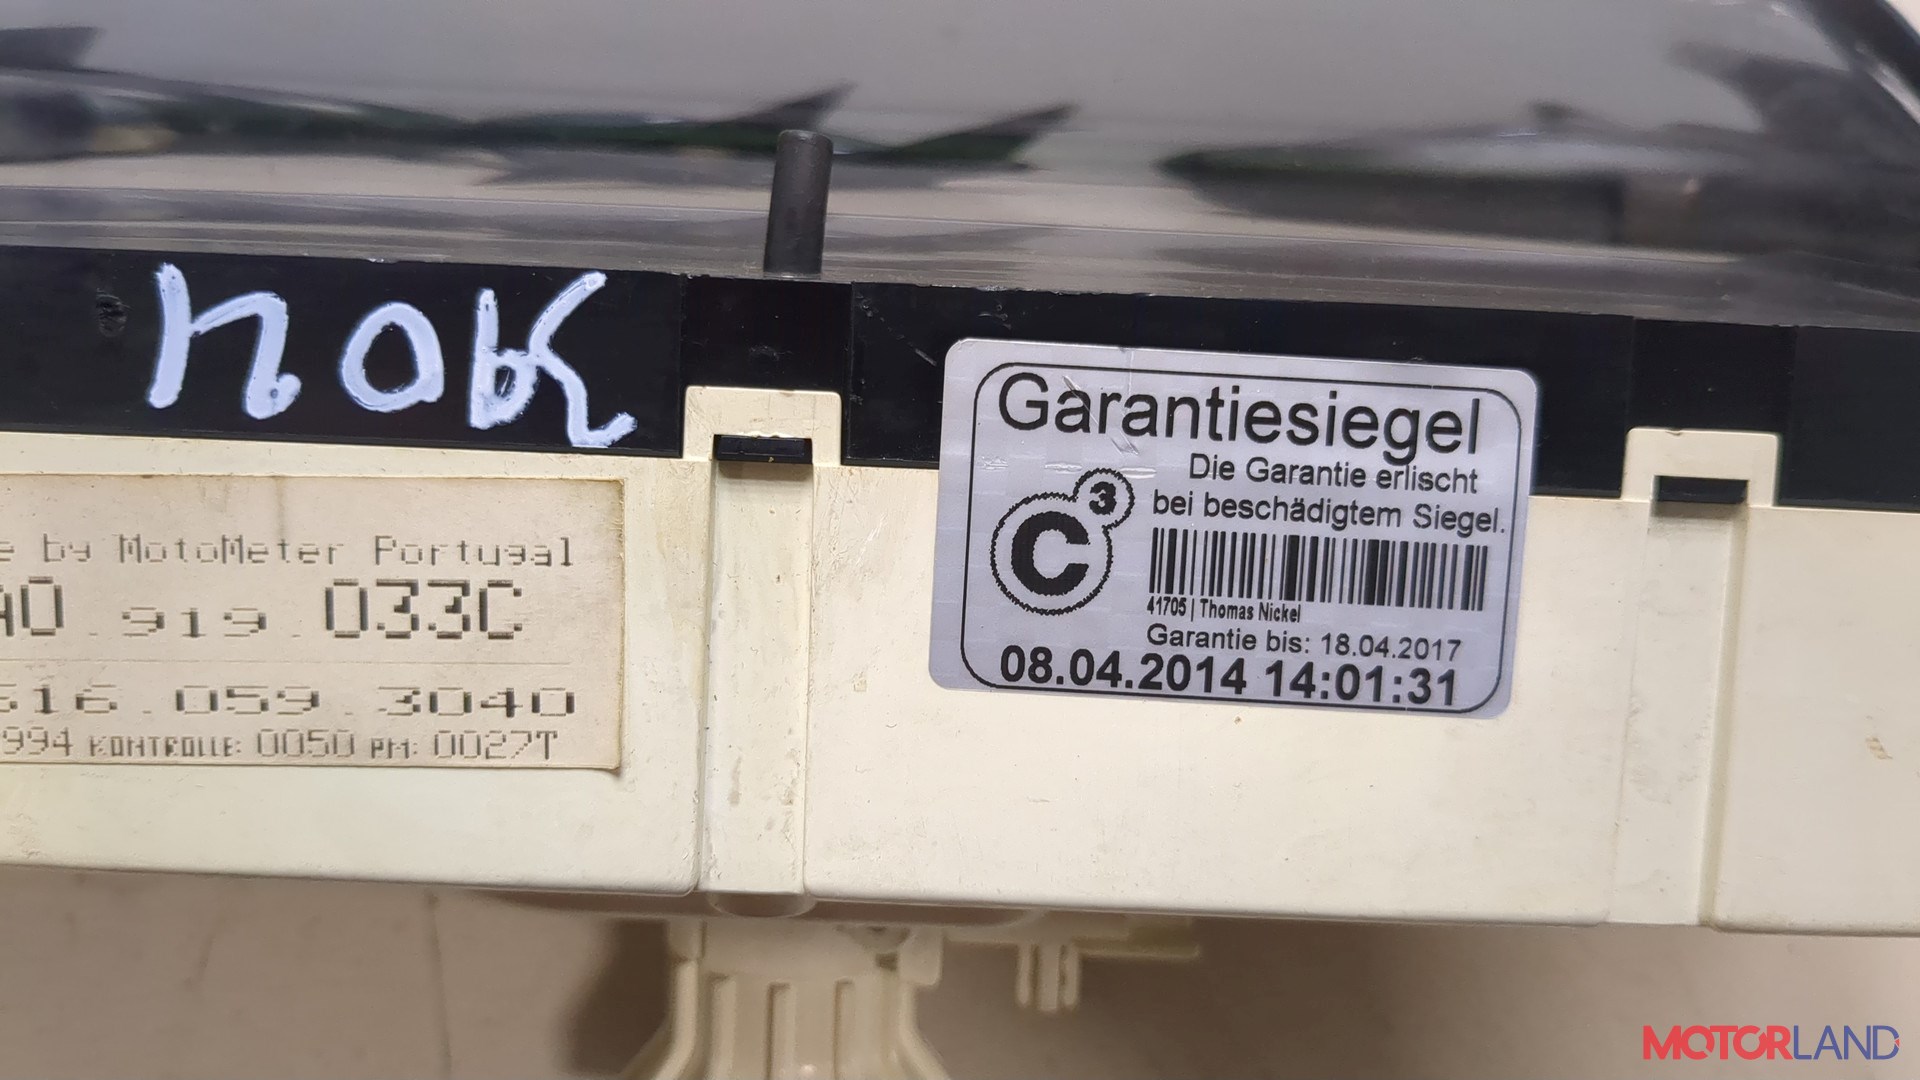 e by MotoMeter Portugal
A0.919.033C
616.059.3040
994 KONTROLLE: 0050 PM: 0027T
Garantiesiegel
Die Garantie erlischt
bei beschädigtem Siegel.
C3
41705 | Thomas Nickel
Garantie bis: 18.04.2017
08.04.2014 14:01:31
MOTORLAND